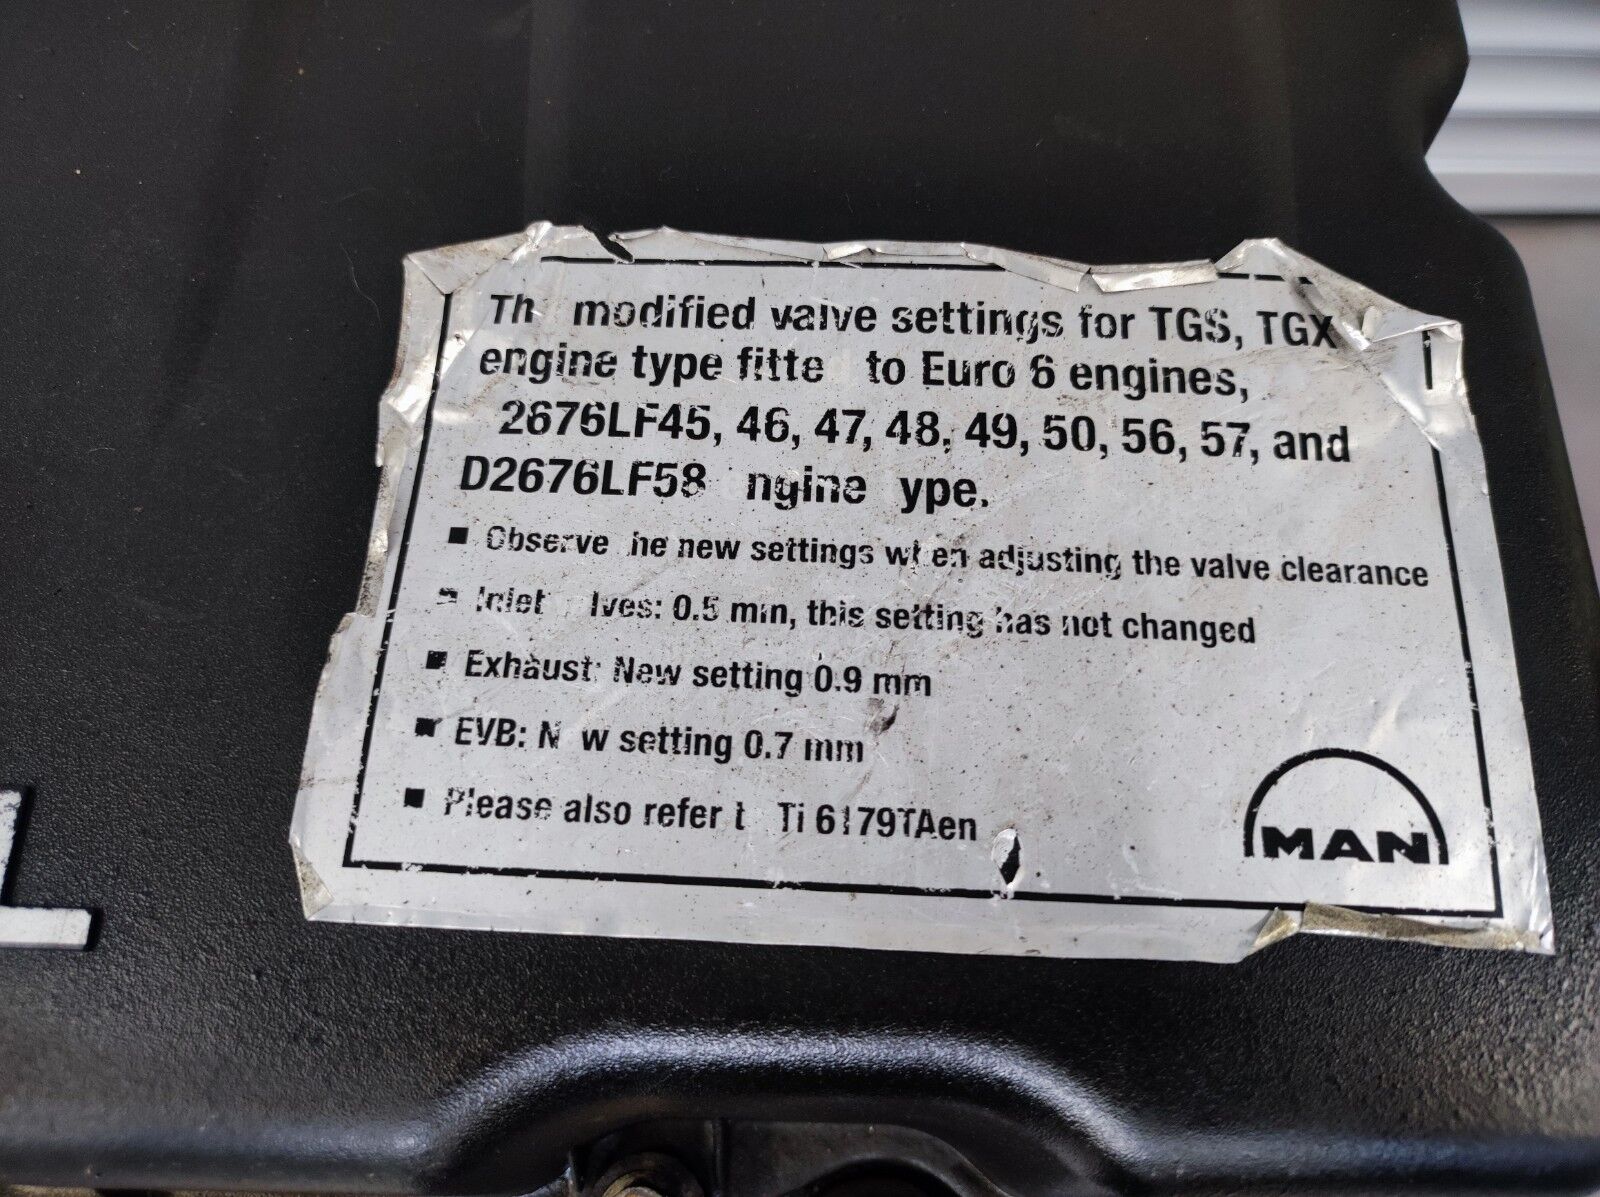 Th modified valve settings for TGS, TGX
engine type fitte to Euro 6 engines,
2676LF45, 46, 47, 48, 49, 50, 56, 57, and
D2676LF58 ngine ype.
■ Observe he new settings when adjusting the valve clearance
■ Inlet lves: 0.5 mm, this setting has not changed
■ Exhaust: New setting 0.9 mm
■ EVB: N w setting 0.7 mm
■ Please also refer t Ti 6179TAen
MAN